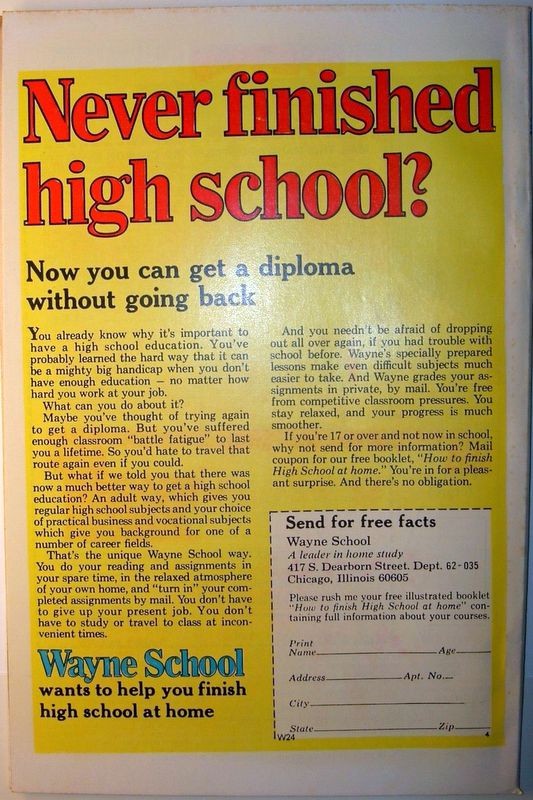 Never finished
high school?
Now you can get a diploma
without going back
You already know why it's important to
have a high school education. You've
probably learned the hard way that it can
be a mighty big handicap when you don't
have enough education — no matter how
hard you work at your job.
What can you do about it?
Maybe you've thought of trying again
to get a diploma. But you've suffered
enough classroom "battle fatigue" to last
you a lifetime. So you'd hate to travel that
route again even if you could.
But what if we told you that there was
now a much better way to get a high school
education? An adult way, which gives you
regular high school subjects and your choice
of practical business and vocational subjects
which give you background for one of a
number of career fields.
That's the unique Wayne School way.
You do your reading and assignments in
your spare time, in the relaxed atmosphere
of your own home, and "turn in" your com-
pleted assignments by mail. You don't have
to give up your present job. You don't
have to study or travel to class at incon-
venient times.
Wayne School
wants to help you finish
high school at home
And you needn't be afraid of dropping
out all over again, if you had trouble with
school before. Wayne's specially prepared
lessons make even difficult subjects much
easier to take. And Wayne grades your as-
signments in private, by mail. You're free
from competitive classroom pressures. You
stay relaxed, and your progress is much
smoother.
If you're 17 or over and not now in school,
why not send for more information? Mail
coupon for our free booklet, "How to finish
High School at home." You're in for a pleas-
ant surprise. And there's no obligation.
Send for free facts
Wayne School
A leader in home study
417 S. Dearborn Street. Dept. 62-035
Chicago, Illinois 60605
Please rush me your free illustrated booklet
"How to finish High School at home" con-
taining full information about your courses.
Print
Name Age
Address Apt. No.
City
State Zip
W24 4